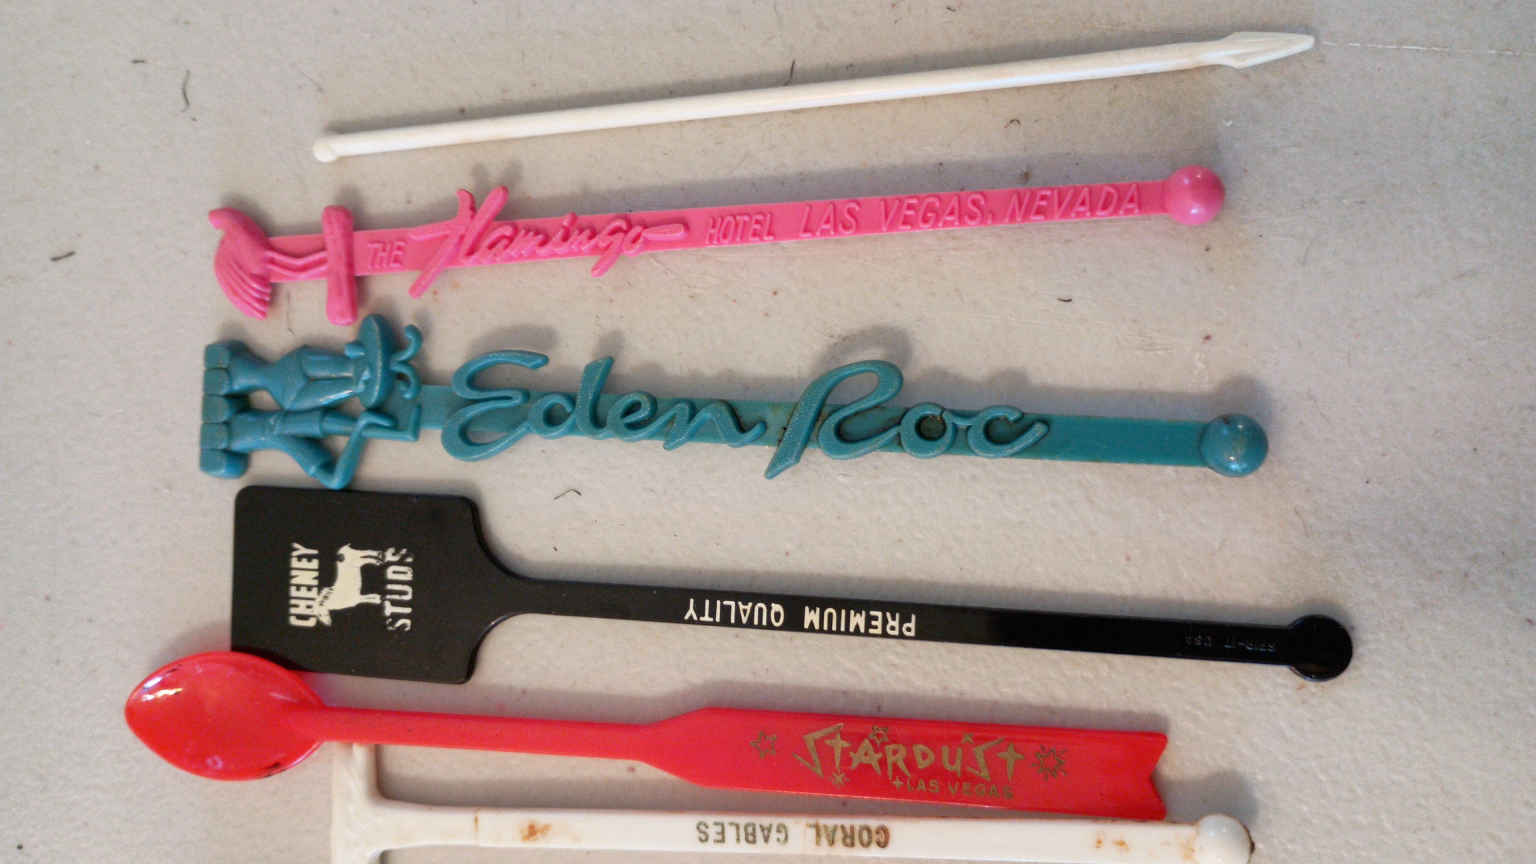 THE Flamingo HOTEL LAS VEGAS, NEVADA
Eden Roc
CHENEY
STUDS
PREMIUM QUALITY
STARDUST
LAS VEGAS
CORAL GABLES